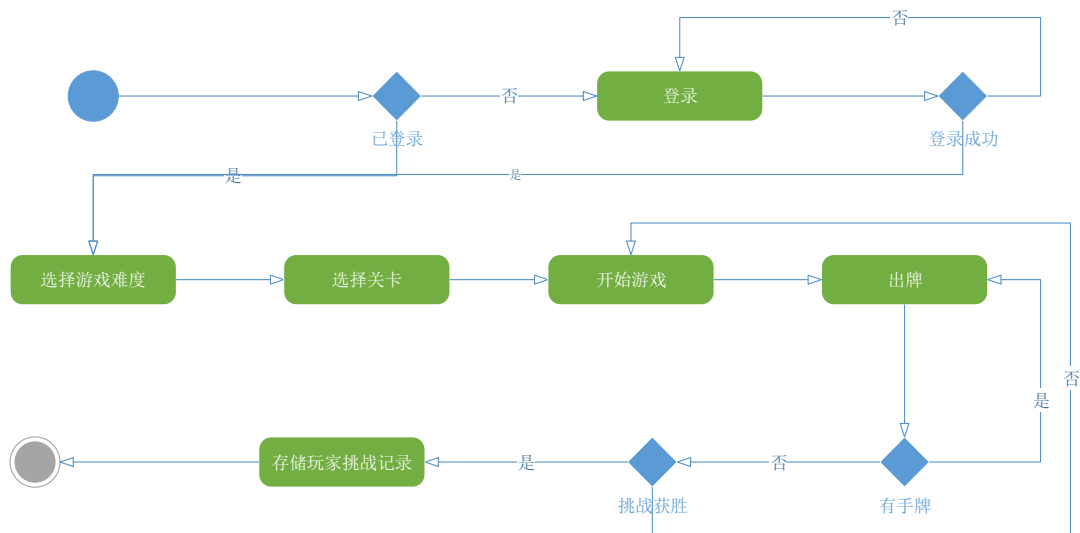 否
否
登录
已登录
登录成功
是
是
选择游戏难度
选择关卡
开始游戏
出牌
否
是
存储玩家挑战记录
是
否
挑战获胜
有手牌